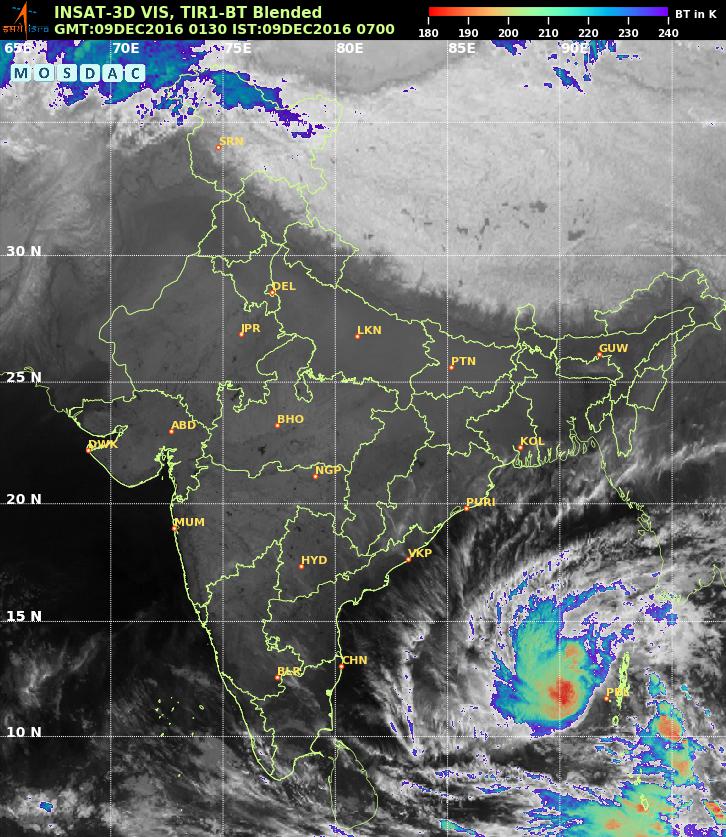 INSAT-3D VIS, TIR1-BT Blended
GMT:09DEC2016 0130 IST:09DEC2016 0700
BT in K
180 190 200 210 220 230 240
65E 70E 75E 80E 85E 90E
MOSDAC
SRN
30 N
DEL
JPR LKN
GUW
PTN
25 N
ABD BHO
DWK KOL
NGP
20 N
PURI
MUM
VKP
HYD
15 N
CHN
BLR
10 N